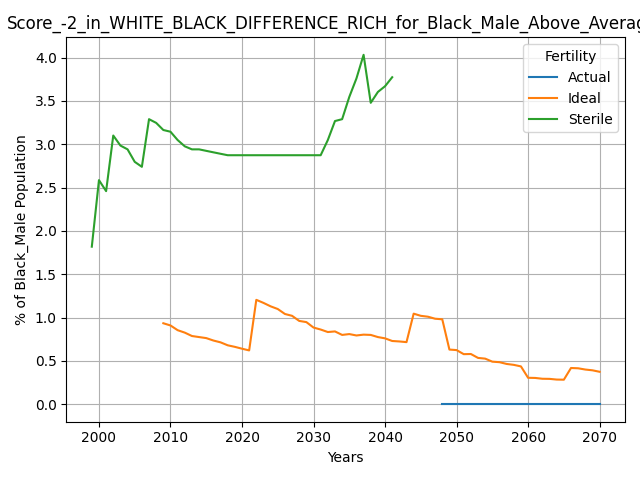 Score_-2_in_WHITE_BLACK_DIFFERENCE_RICH_for_Black_Male_Above_Averag
Fertility
Actual
Ideal
Sterile
% of Black_Male Population
4.0
3.5
3.0
2.5
2.0
1.5
1.0
0.5
0.0
2000 2010 2020 2030 2040 2050 2060 2070
Years